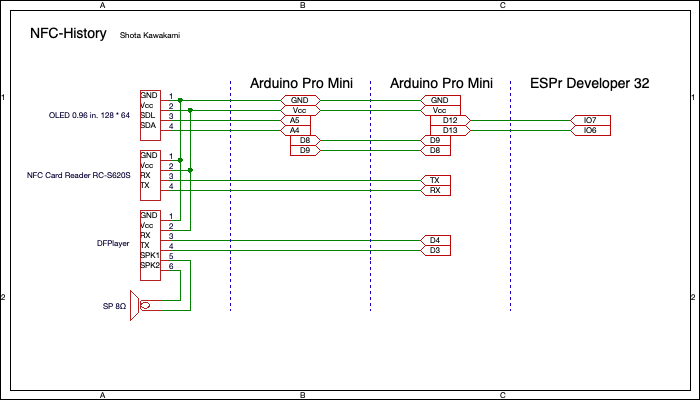 A B C
NFC-History Shota Kawakami
Arduino Pro Mini Arduino Pro Mini ESPr Developer 32
1 1
OLED 0.96 in. 128 * 64
GND 1 GND GND
Vcc 2 Vcc Vcc
SDL 3 A5 D12 IO7
SDA 4 A4 D13 IO6
D8 D9
D9 D8
NFC Card Reader RC-S620S
GND 1
Vcc 2
RX 3 TX
TX 4 RX
DFPlayer
GND 1
Vcc 2
RX 3 D4
TX 4 D3
SPK1 5
SPK2 6
2 2
SP 8Ω
A B C